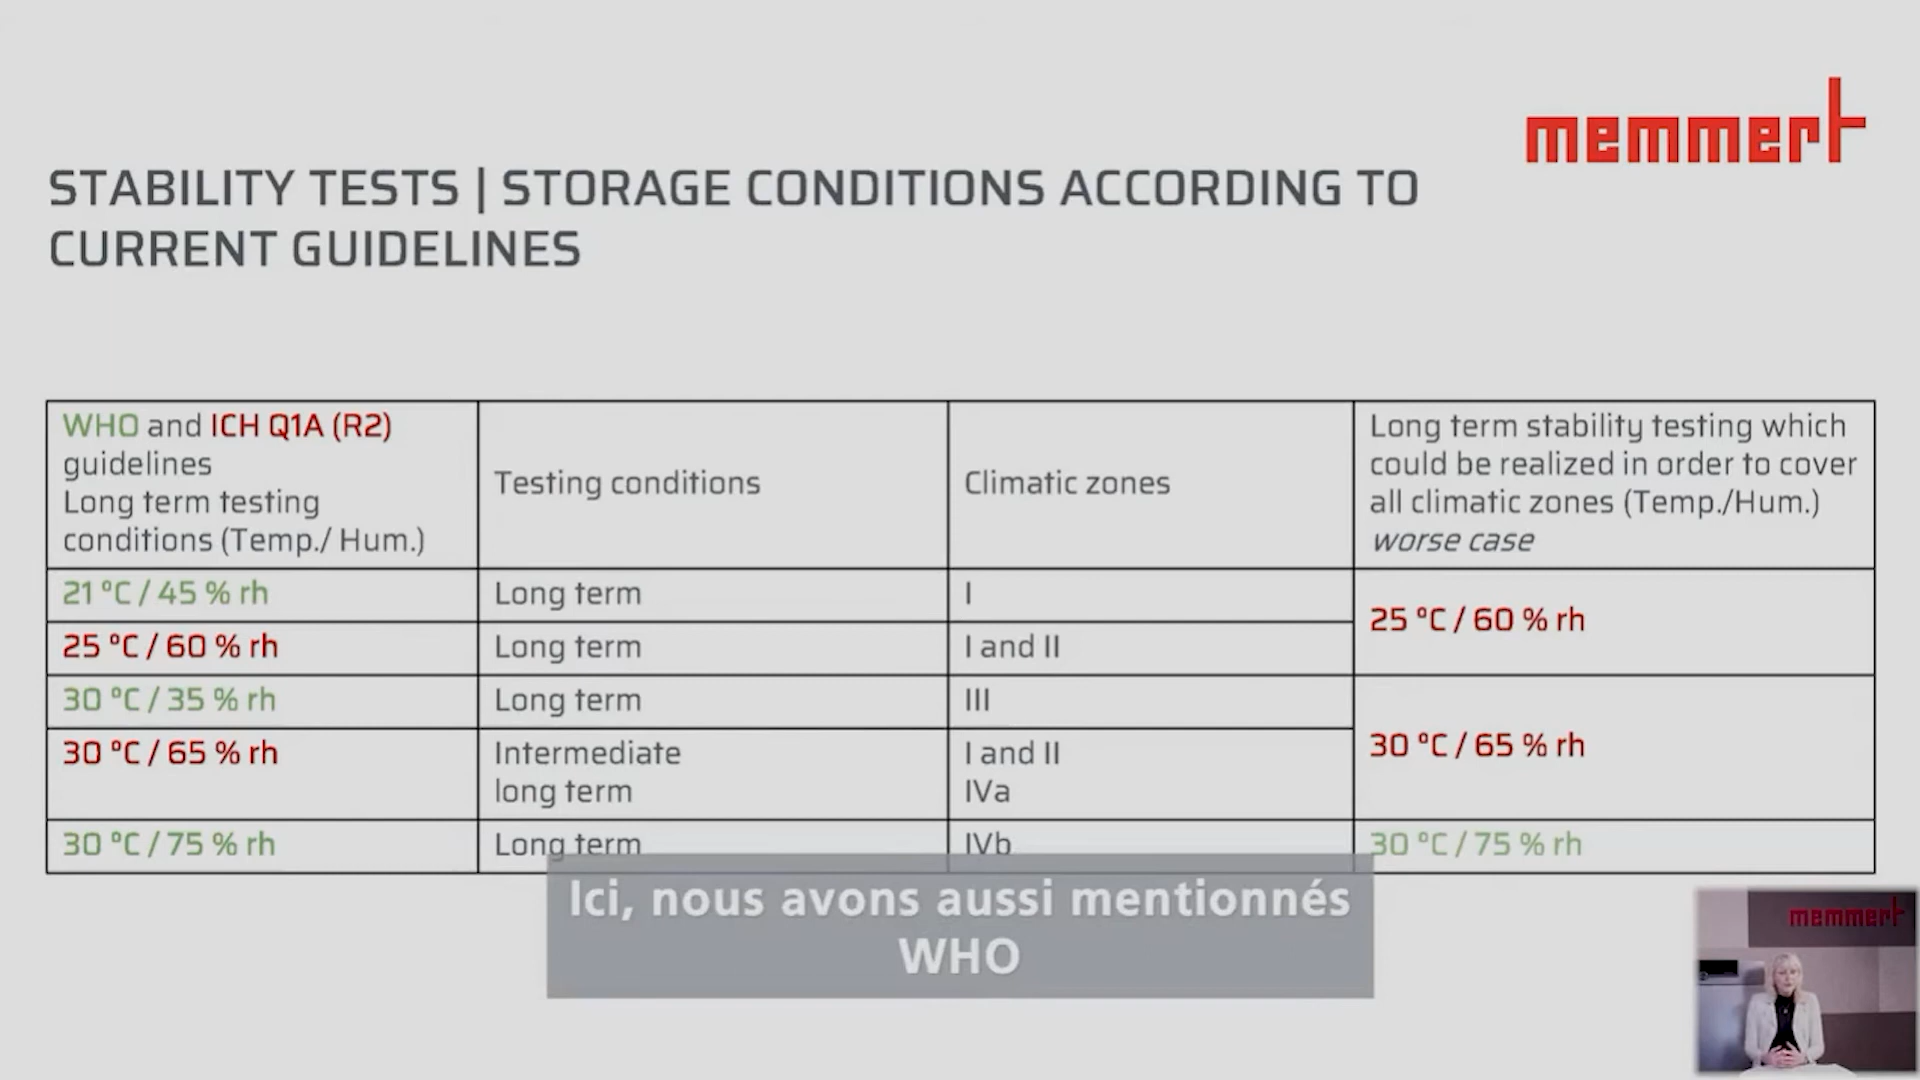 memmert
STABILITY TESTS | STORAGE CONDITIONS ACCORDING TO
CURRENT GUIDELINES
WHO and ICH Q1A (R2)
guidelines
Long term testing
conditions (Temp./ Hum.)
Testing conditions
Climatic zones
Long term stability testing which
could be realized in order to cover
all climatic zones (Temp./Hum.)
worse case
21 °C / 45 % rh
Long term
I
25 °C / 60 % rh
25 °C / 60 % rh
Long term
I and II
30 °C / 35 % rh
Long term
III
30 °C / 65 % rh
30 °C / 65 % rh
Intermediate
long term
I and II
IVa
30 °C / 75 % rh
Long term
IVb
30 °C / 75 % rh
Ici, nous avons aussi mentionnés
WHO
memmert